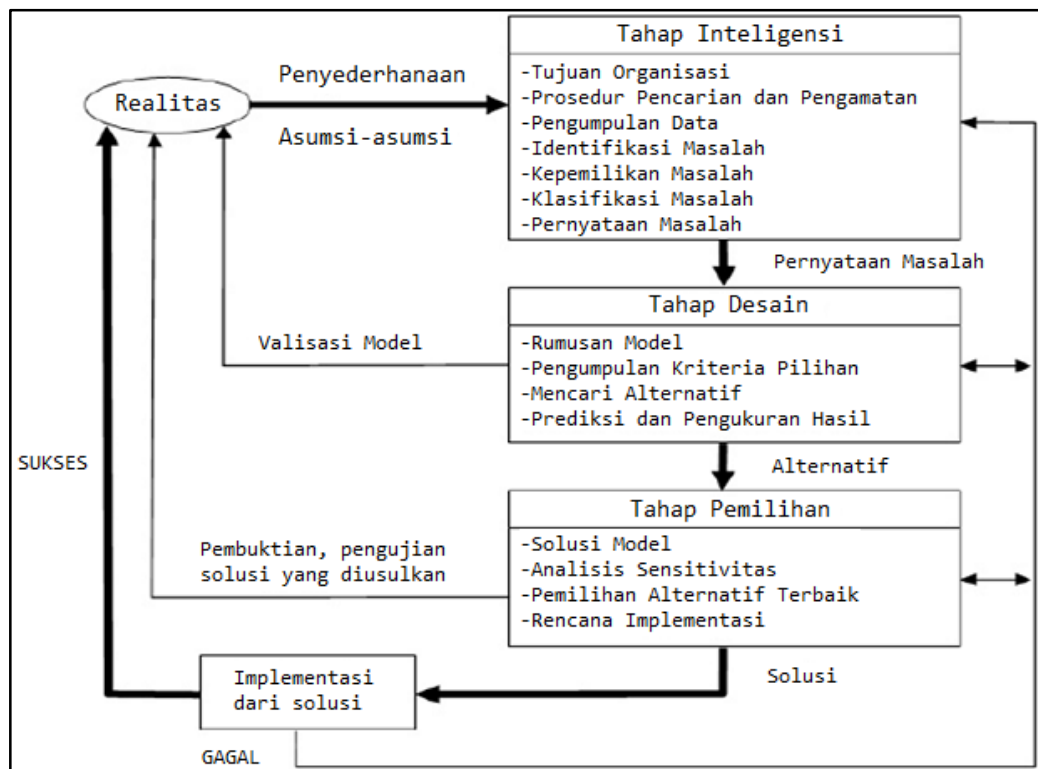 Tahap Inteligensi
Penyederhanaan
Realitas
Asumsi-asumsi
-Tujuan Organisasi
-Prosedur Pencarian dan Pengamatan
-Pengumpulan Data
-Identifikasi Masalah
-Kepemilikan Masalah
-Klasifikasi Masalah
-Pernyataan Masalah
Pernyataan Masalah
Tahap Desain
Valisasi Model
-Rumusan Model
-Pengumpulan Kriteria Pilihan
-Mencari Alternatif
-Prediksi dan Pengukuran Hasil
SUKSES
Alternatif
Tahap Pemilihan
Pembuktian, pengujian
solusi yang diusulkan
-Solusi Model
-Analisis Sensitivitas
-Pemilihan Alternatif Terbaik
-Rencana Implementasi
Solusi
Implementasi
dari solusi
GAGAL